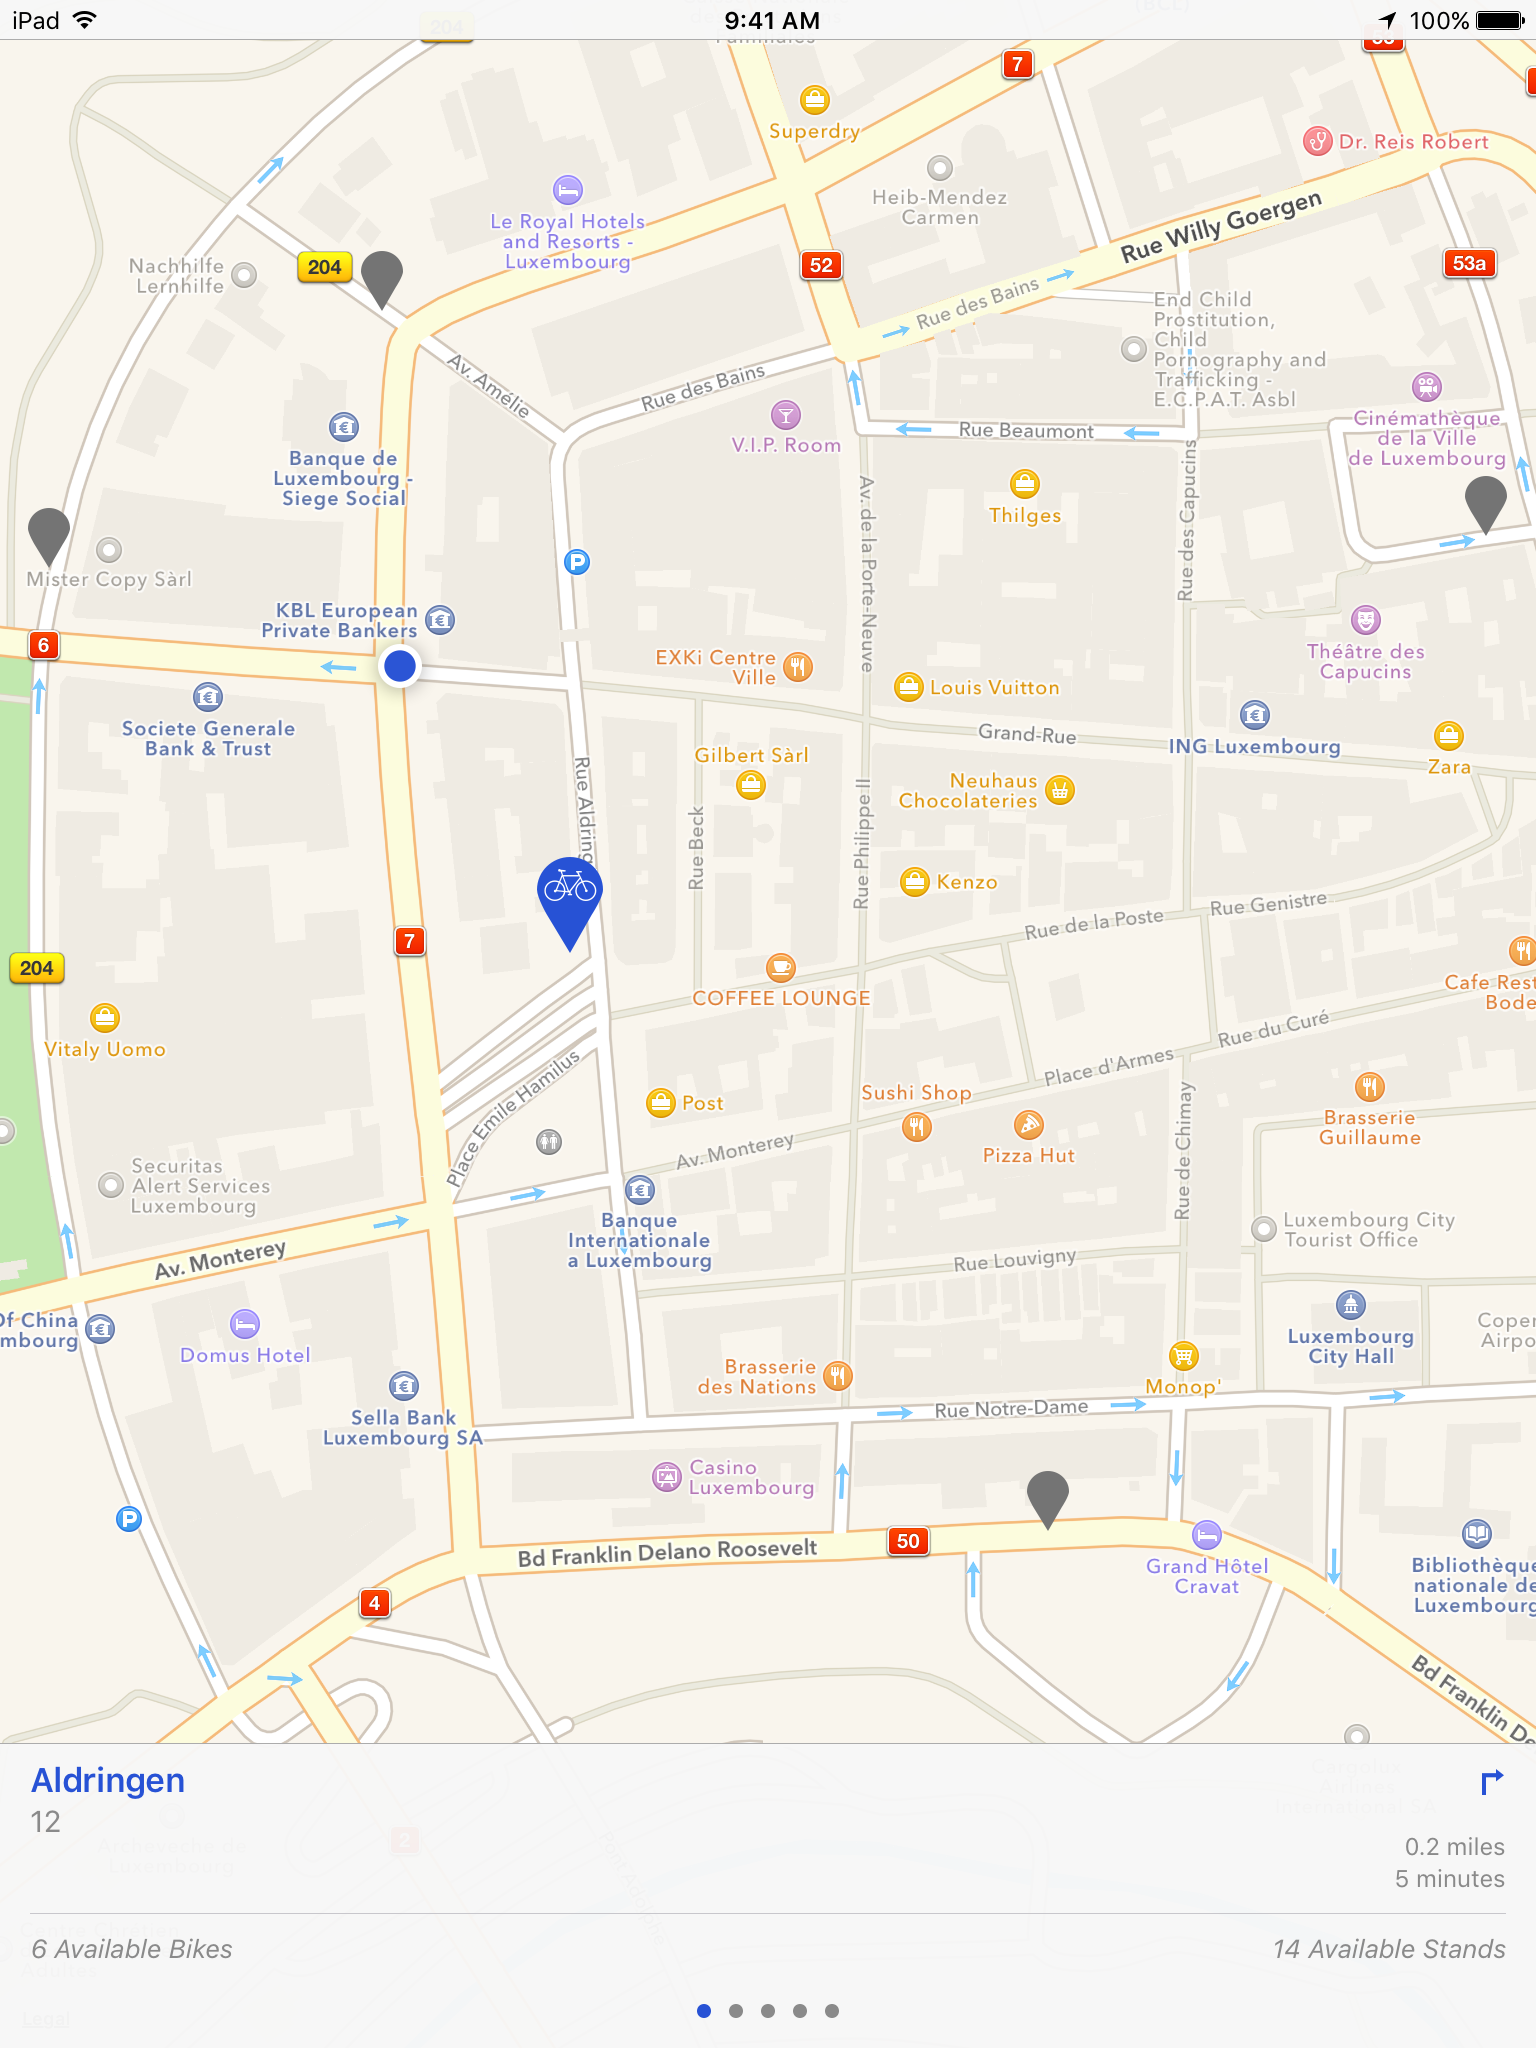 iPad
9:41 AM
100%
204
7
Superdry
Dr. Reis Robert
Heib-Mendez
Carmen
Le Royal Hotels
and Resorts -
Luxembourg
Rue Willy Goergen
Nachhilfe
Lernhilfe
204
52
53a
Rue des Bains
End Child
Prostitution,
Child
Pornography and
Trafficking -
E.C.P.A.T. Asbl
Av. Amélie
Rue des Bains
V.I.P. Room
Rue Beaumont
Cinémathèque
de la Ville
de Luxembourg
Banque de
Luxembourg -
Siege Social
Thilges
Av. de la Porte-Neuve
Rue des Capucins
P
Mister Copy Sàrl
KBL European
Private Bankers
6
EXKi Centre
Ville
Théâtre des
Capucins
Louis Vuitton
Societe Generale
Bank & Trust
Grand-Rue
ING Luxembourg
Zara
Gilbert Sàrl
Neuhaus
Chocolateries
Rue Aldring
Rue Beck
Rue Philippe II
Kenzo
Rue de la Poste
Rue Genistre
7
204
COFFEE LOUNGE
Cafe Rest
Bode
Vitaly Uomo
Rue du Curé
Place d'Armes
Place Emile Hamilus
Post
Sushi Shop
Pizza Hut
Brasserie
Guillaume
Av. Monterey
Rue de Chimay
Securitas
Alert Services
Luxembourg
Banque
Internationale
a Luxembourg
Luxembourg City
Tourist Office
Av. Monterey
Rue Louvigny
Of China
mbourg
Domus Hotel
Luxembourg
City Hall
Coper
Airpo
Brasserie
des Nations
Monop'
Sella Bank
Luxembourg SA
Rue Notre-Dame
Casino
Luxembourg
P
50
Bd Franklin Delano Roosevelt
Grand Hôtel
Cravat
Bibliothèque
nationale de
Luxembourg
4
Bd Franklin De
Aldringen
12
0.2 miles
5 minutes
6 Available Bikes
14 Available Stands
Legal